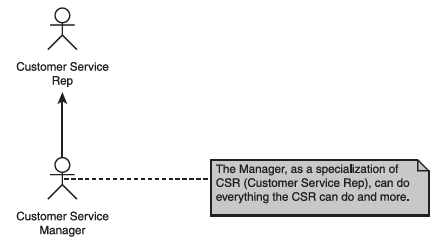 Customer Service
Rep
The Manager, as a specialization of
CSR (Customer Service Rep), can do
everything the CSR can do and more.
Customer Service
Manager